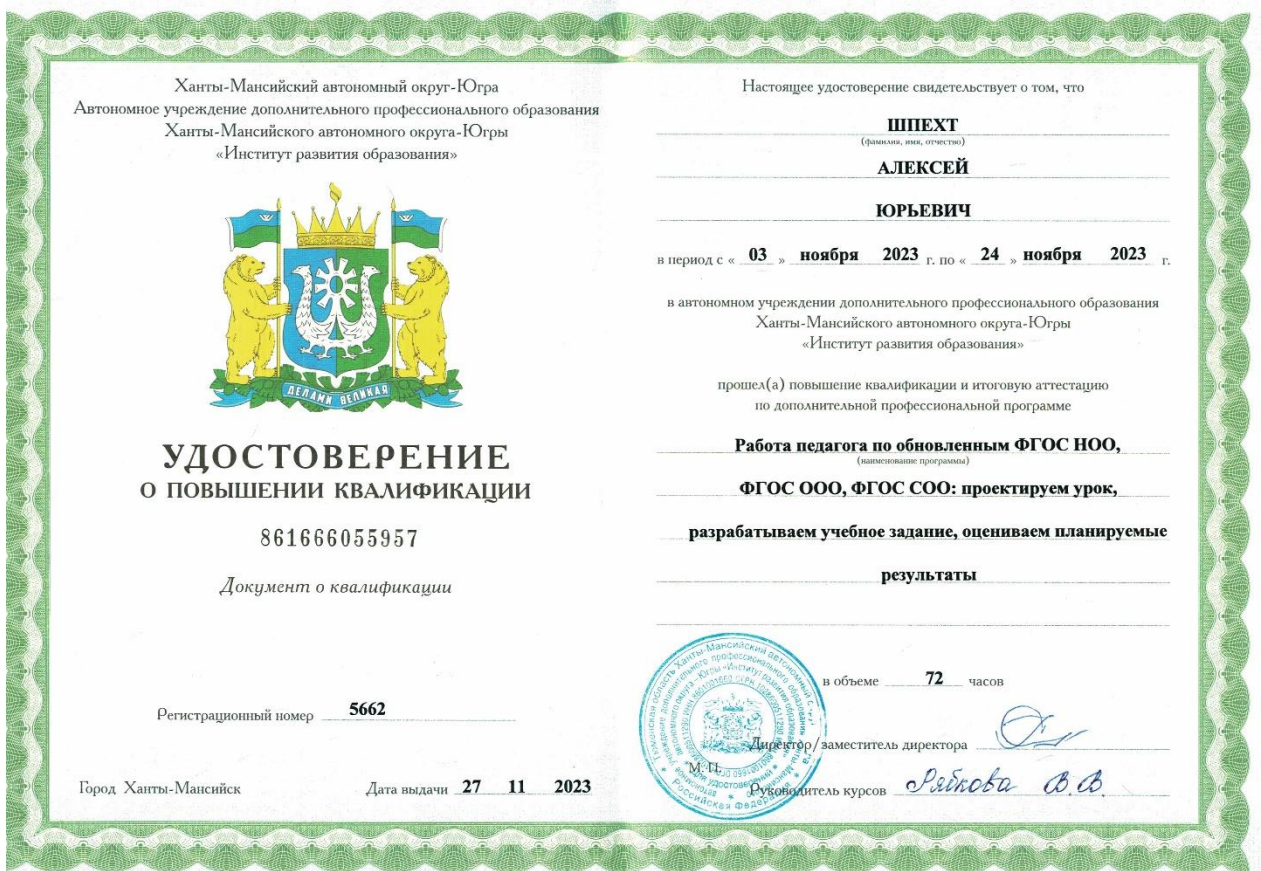 Ханты-Мансийский автономный округ-Югра
Автономное учреждение дополнительного профессионального образования
Ханты-Мансийского автономного округа-Югры
«Институт развития образования»
ДЕЛАМИ ВЕЛИКАЯ
УДОСТОВЕРЕНИЕ
О ПОВЫШЕНИИ КВАЛИФИКАЦИИ
861666055957
Документ о квалификации
Регистрационный номер 5662
Город Ханты-Мансийск Дата выдачи 27 11 2023
Настоящее удостоверение свидетельствует о том, что
ШПЕХТ
(фамилия, имя, отчество)
АЛЕКСЕЙ
ЮРЬЕВИЧ
в период с « 03 » ноября 2023 г. по « 24 » ноября 2023 г.
в автономном учреждении дополнительного профессионального образования
Ханты-Мансийского автономного округа-Югры
«Институт развития образования»
прошел(а) повышение квалификации и итоговую аттестацию
по дополнительной профессиональной программе
Работа педагога по обновленным ФГОС НОО,
(наименование программы)
ФГОС ООО, ФГОС СОО: проектируем урок,
разрабатываем учебное задание, оцениваем планируемые
результаты
в объеме 72 часов
Директор/заместитель директора
М. П.
Руководитель курсов Рябкова В.В.